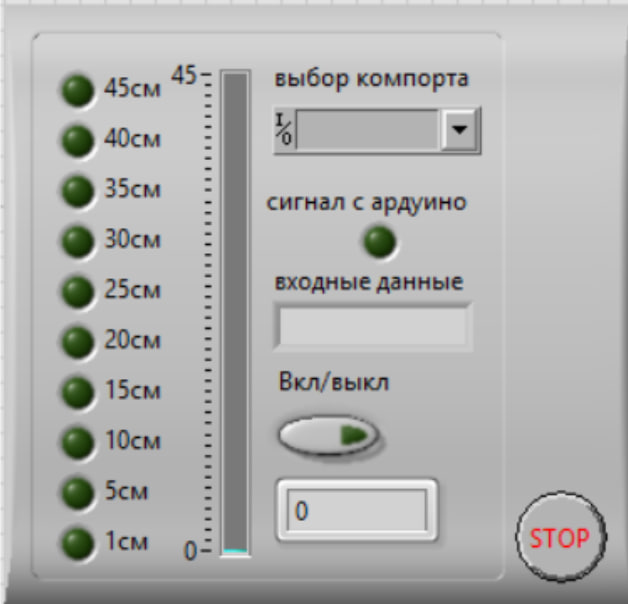 45см
40см
35см
30см
25см
20см
15см
10см
5см
1см
45
0
выбор компорта
I/O
сигнал с ардуино
входные данные
Вкл/выкл
0
STOP